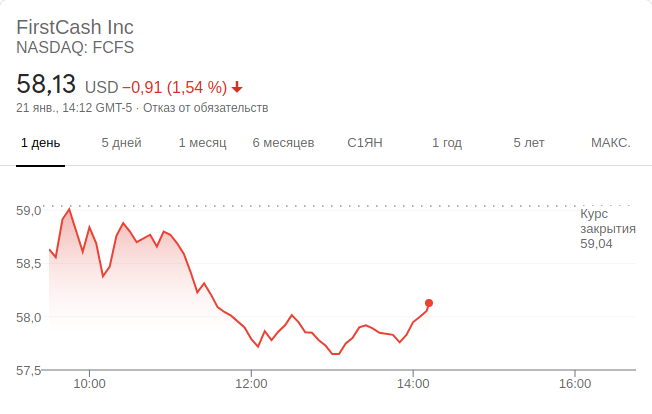 FirstCash Inc
NASDAQ: FCFS
58,13 USD −0,91 (1,54 %)
21 янв., 14:12 GMT-5 · Отказ от обязательств
1 день 5 дней 1 месяц 6 месяцев С1ЯН 1 год 5 лет МАКС.
59,0
Курс
закрытия
59,04
58,5
58,0
57,5
10:00 12:00 14:00 16:00